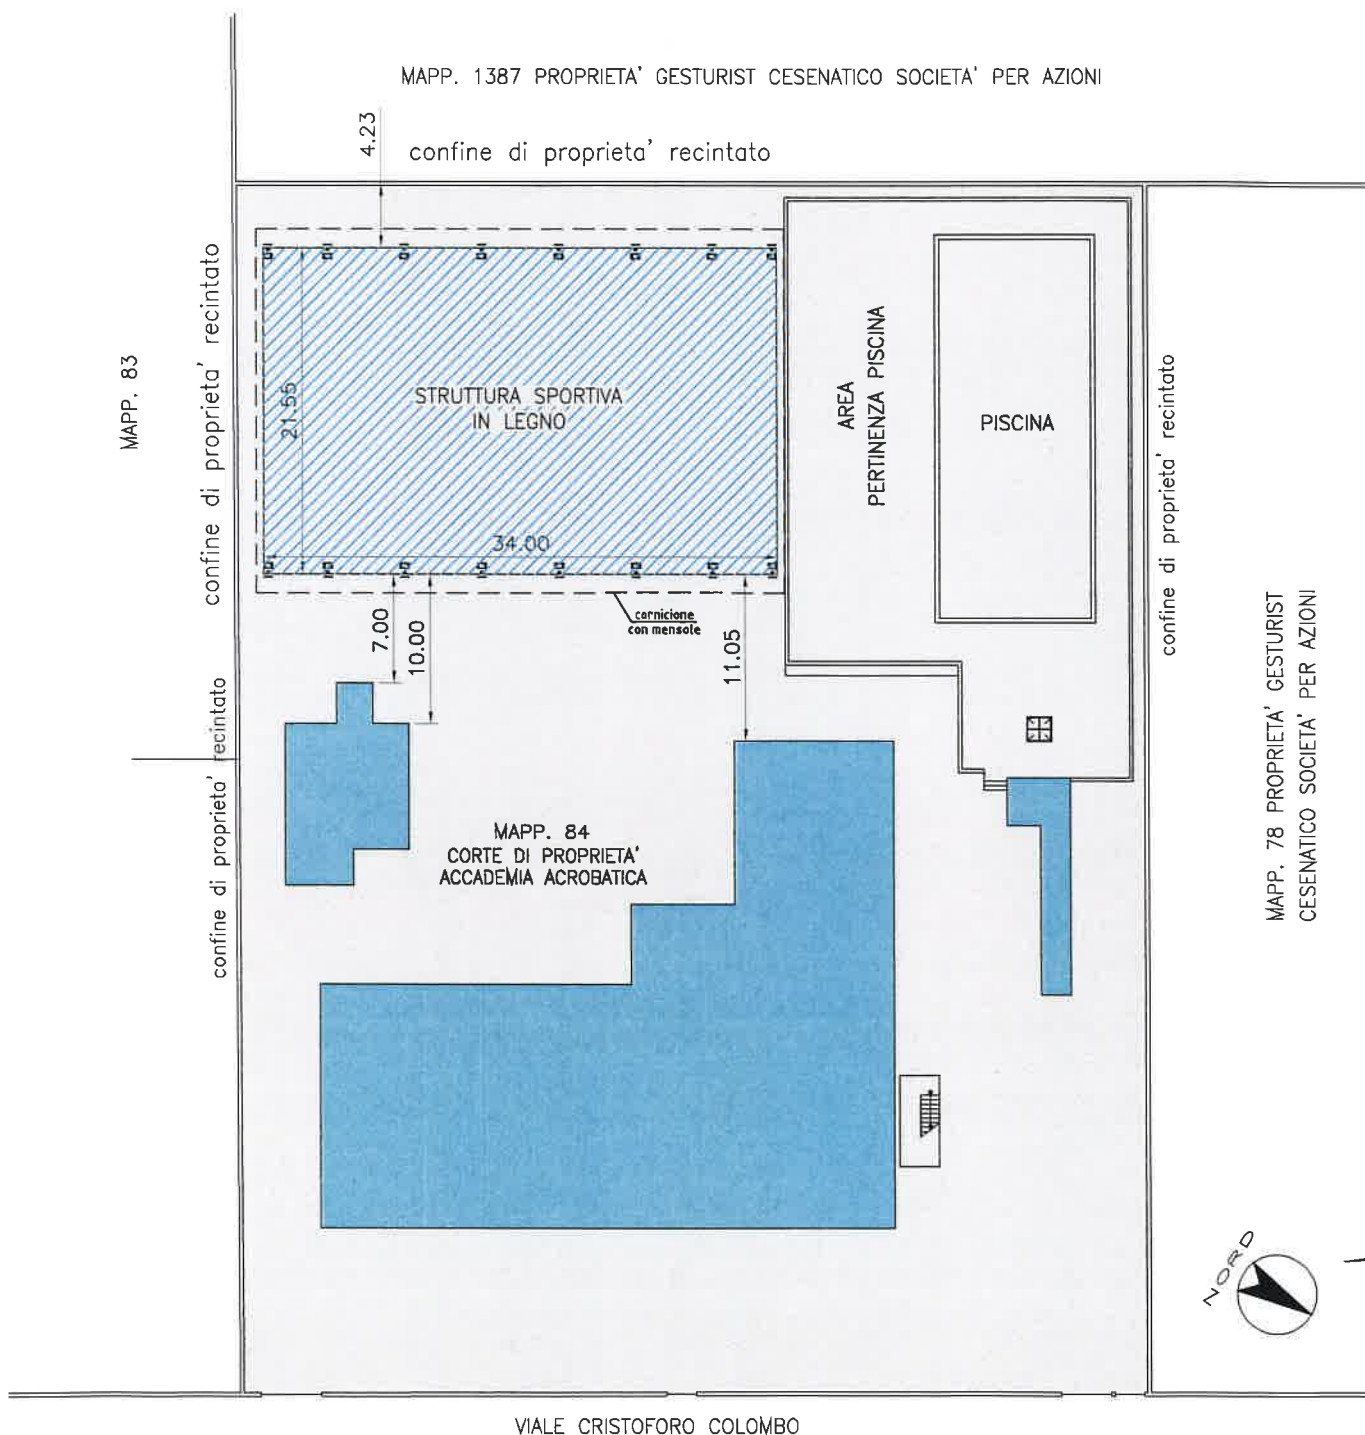 MAPP. 1387 PROPRIETA' GESTURIST CESENATICO SOCIETA' PER AZIONI
4.23
confine di proprieta' recintato
MAPP. 83
confine di proprieta' recintato
21.55
STRUTTURA SPORTIVA
IN LEGNO
34.00
AREA
PERTINENZA PISCINA
PISCINA
confine di proprieta' recintato
7.00
10.00
cornicione
con mensole
11.05
MAPP. 78 PROPRIETA' GESTURIST
CESENATICO SOCIETA' PER AZIONI
confine di proprieta' recintato
MAPP. 84
CORTE DI PROPRIETA'
ACCADEMIA ACROBATICA
NORD
VIALE CRISTOFORO COLOMBO